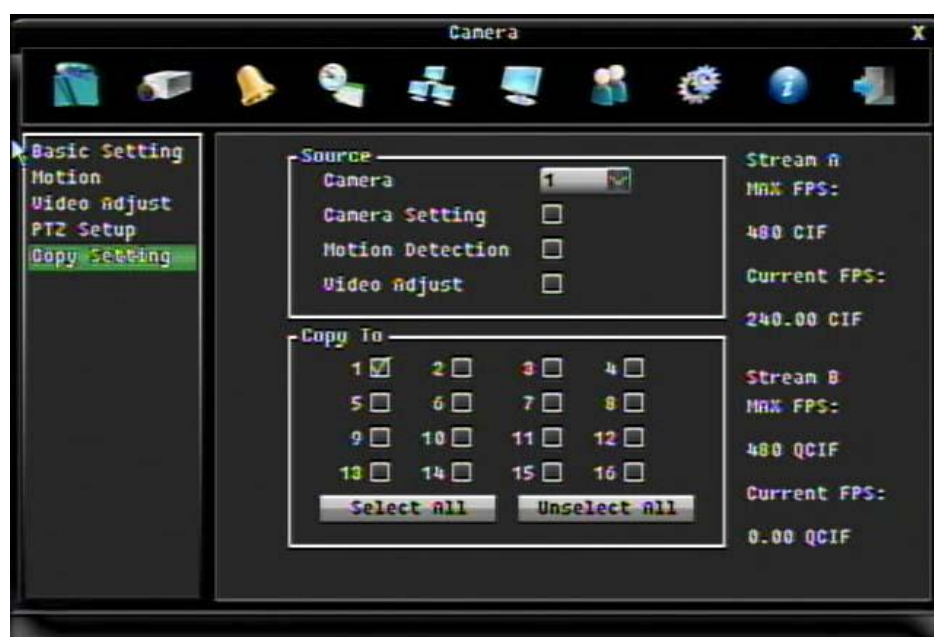 Camera X
Basic Setting
Motion
Video Adjust
PTZ Setup
Copy Setting
Source
Camera 1
Camera Setting
Motion Detection
Video Adjust
Copy To
1 2 3 4
5 6 7 8
9 10 11 12
13 14 15 16
Select All Unselect All
Stream A
MAX FPS:
480 CIF
Current FPS:
240.00 CIF
Stream B
MAX FPS:
480 QCIF
Current FPS:
0.00 QCIF